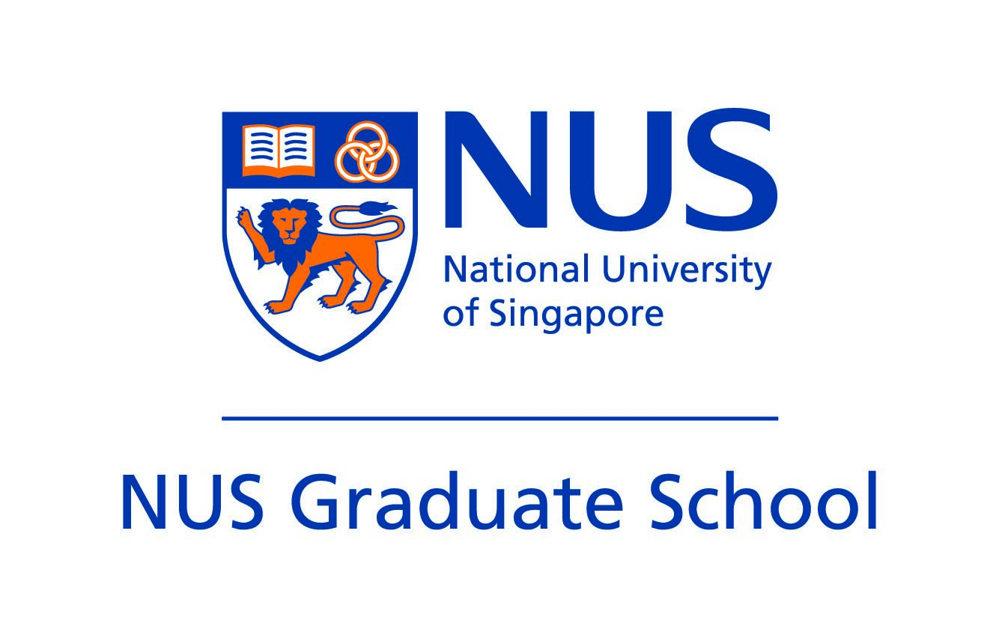 NUS
National University
of Singapore
NUS Graduate School